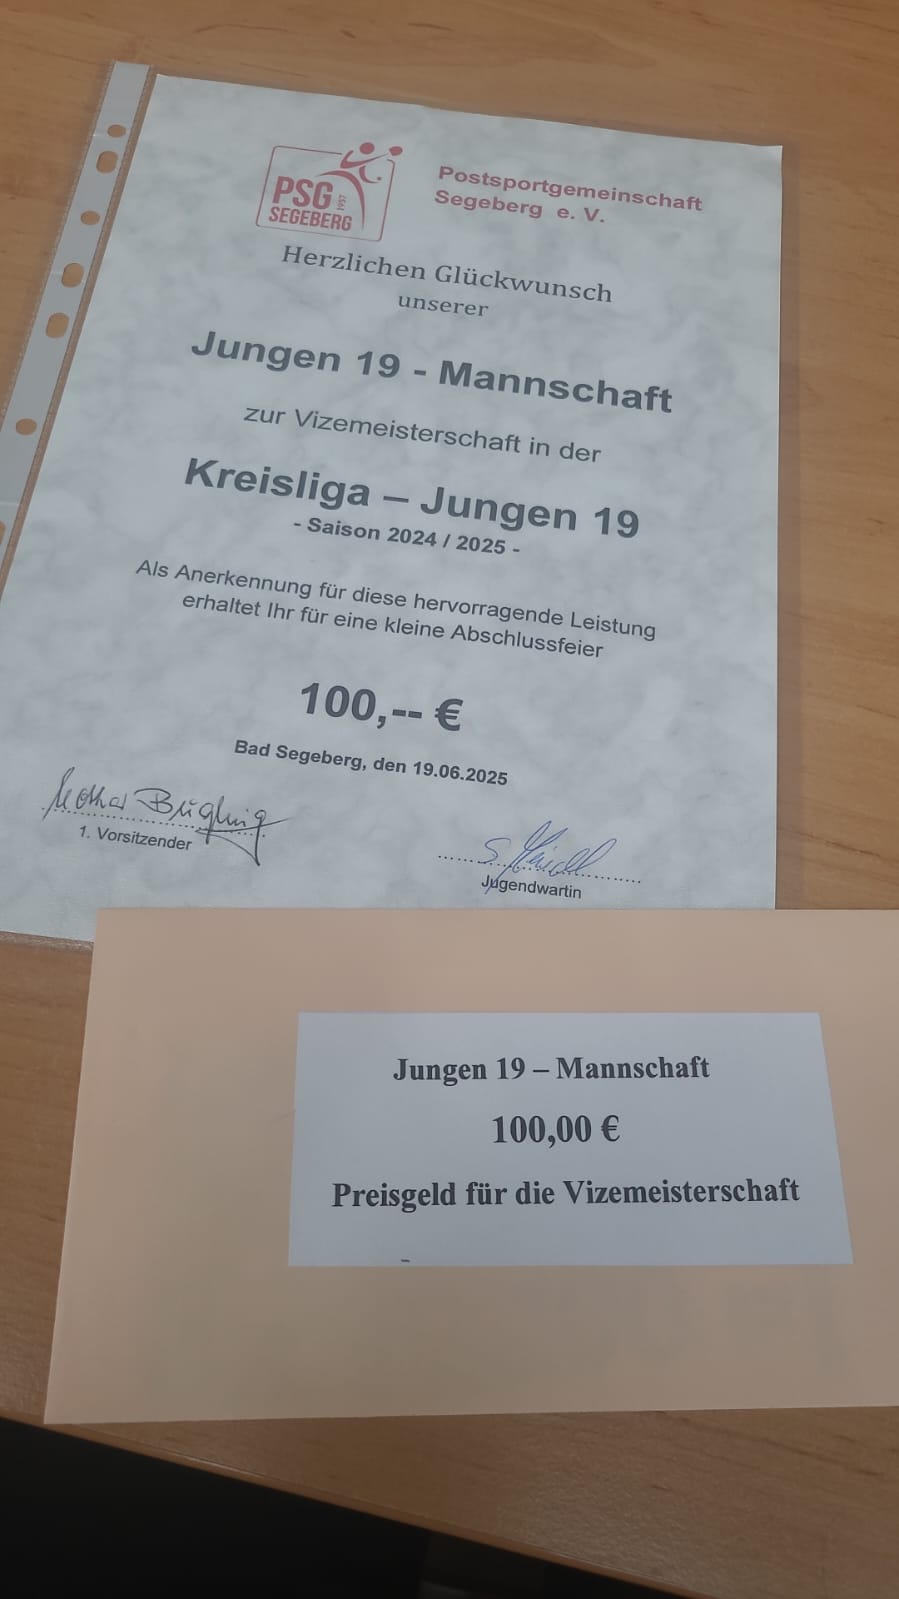 PSG
1957
SEGEBERG
Postsportgemeinschaft
Segeberg e. V.
Herzlichen Glückwunsch
unserer
Jungen 19 - Mannschaft
zur Vizemeisterschaft in der
Kreisliga – Jungen 19
- Saison 2024 / 2025 -
Als Anerkennung für diese hervorragende Leistung
erhaltet Ihr für eine kleine Abschlussfeier
100,-- €
Bad Segeberg, den 19.06.2025
1. Vorsitzender
Jugendwartin
Jungen 19 – Mannschaft
100,00 €
Preisgeld für die Vizemeisterschaft